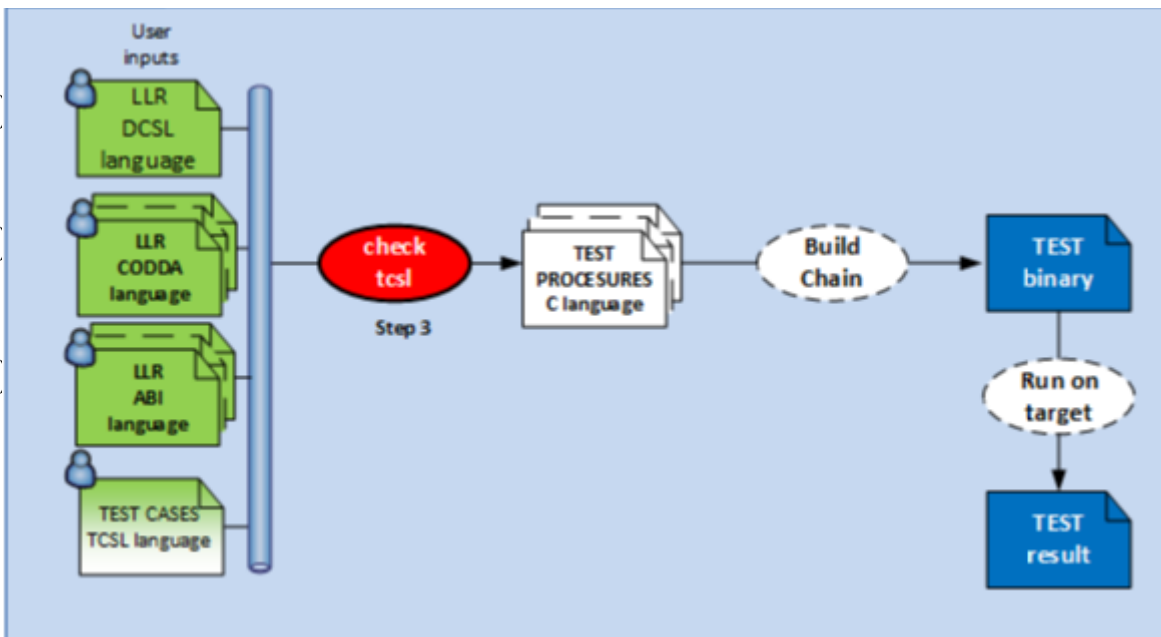 User
inputs
LLR
DCSL
language
LLR
CODDA
language
LLR
ABI
language
TEST CASES
TCSL language
check
tcsl
Step 3
TEST
PROCESURES
C language
Build
Chain
TEST
binary
Run on
target
TEST
result